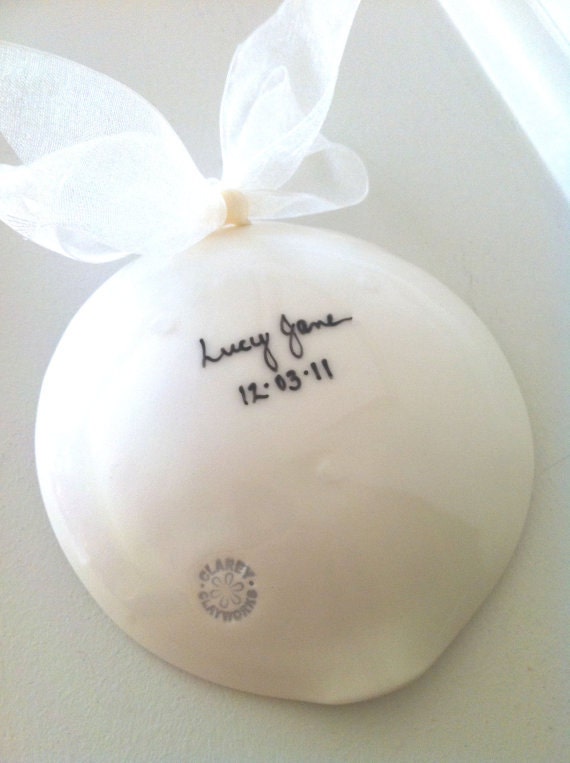 Lucy Jane
12·03·11
·CLAREY·
CLAYWORKS